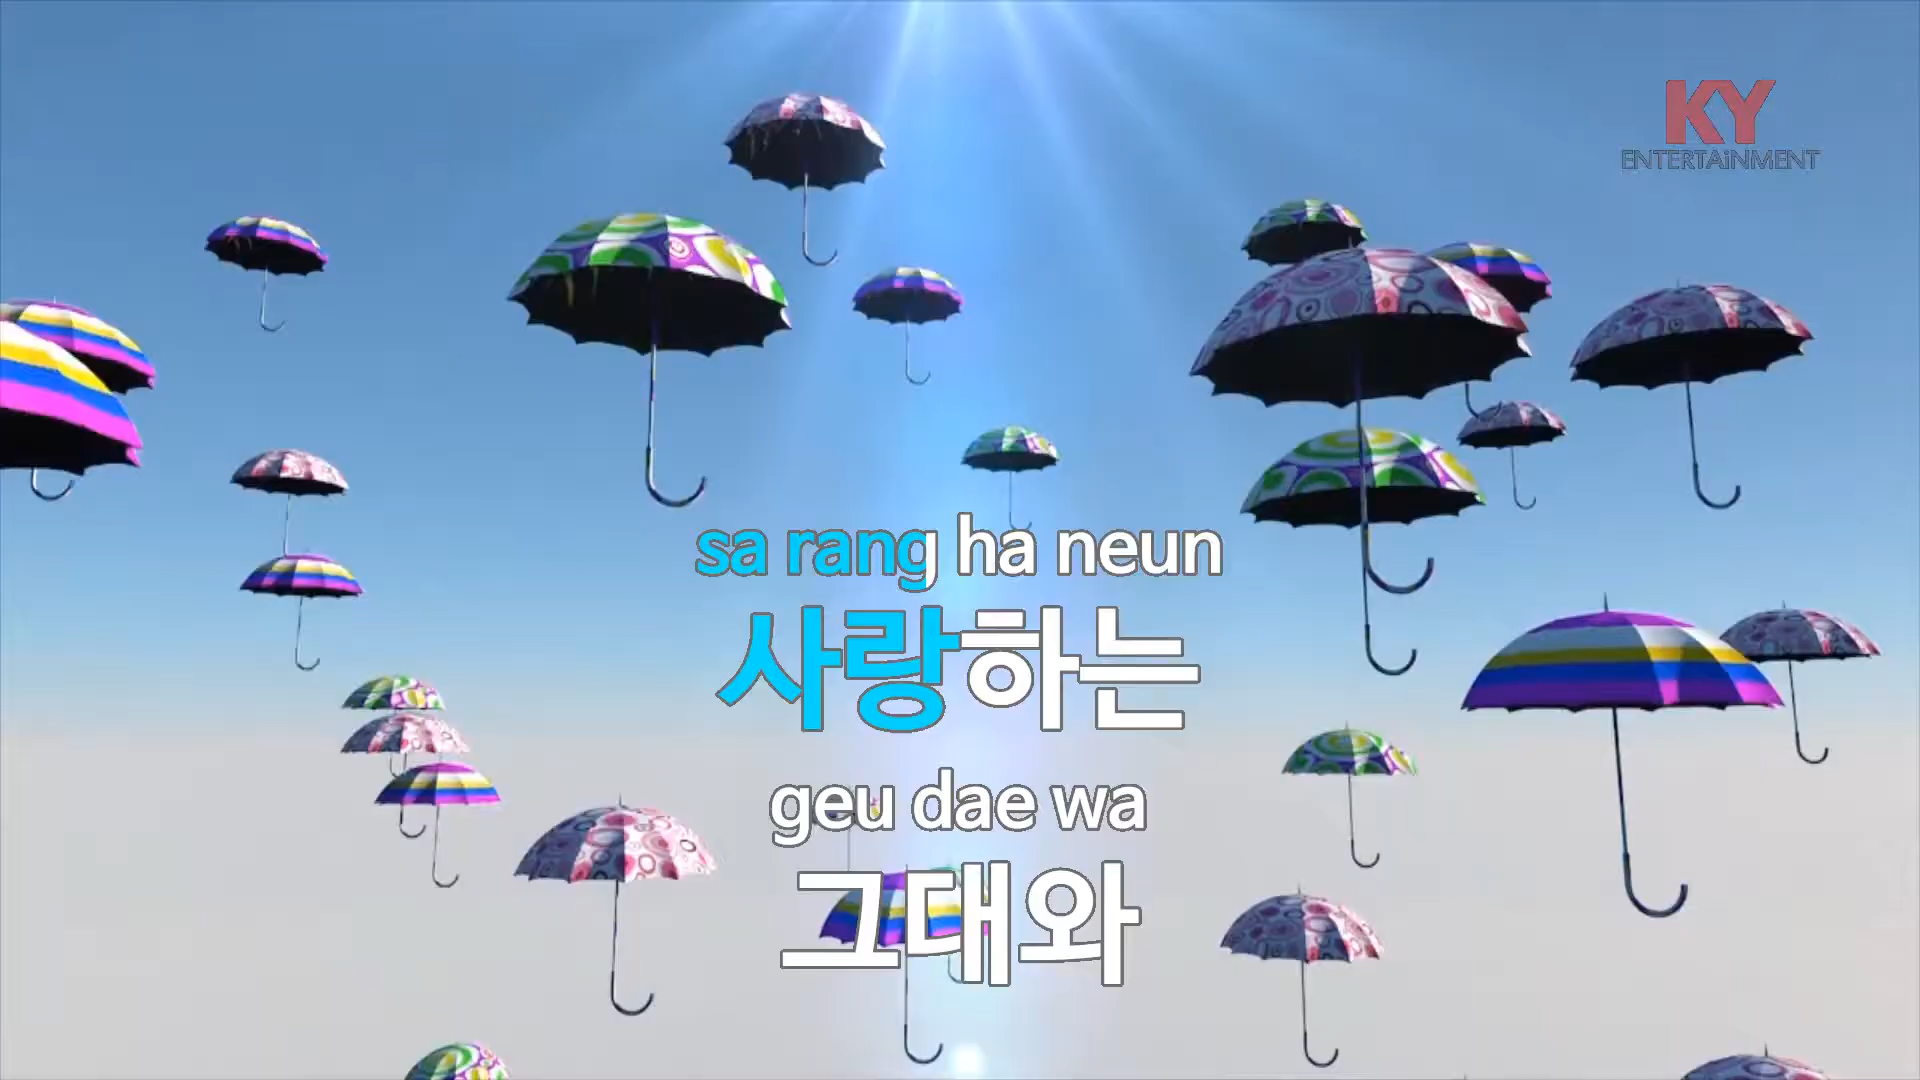 KY
ENTERTAiNMENT
sa rang ha neun
사랑하는
geu dae wa
그대와